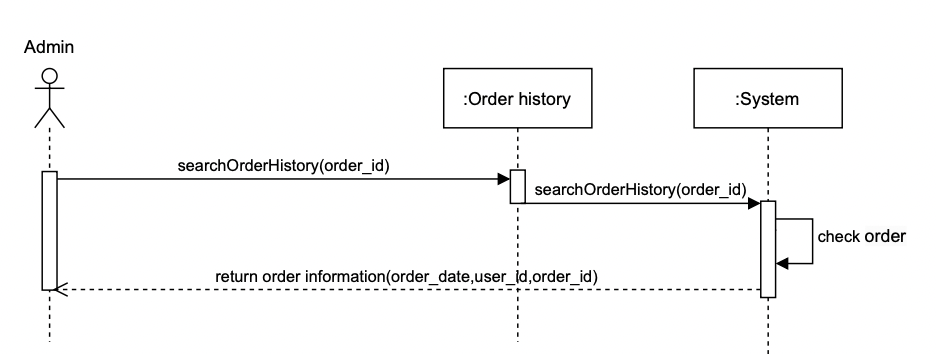 Admin
:Order history
:System
searchOrderHistory(order_id)
searchOrderHistory(order_id)
check order
return order information(order_date,user_id,order_id)